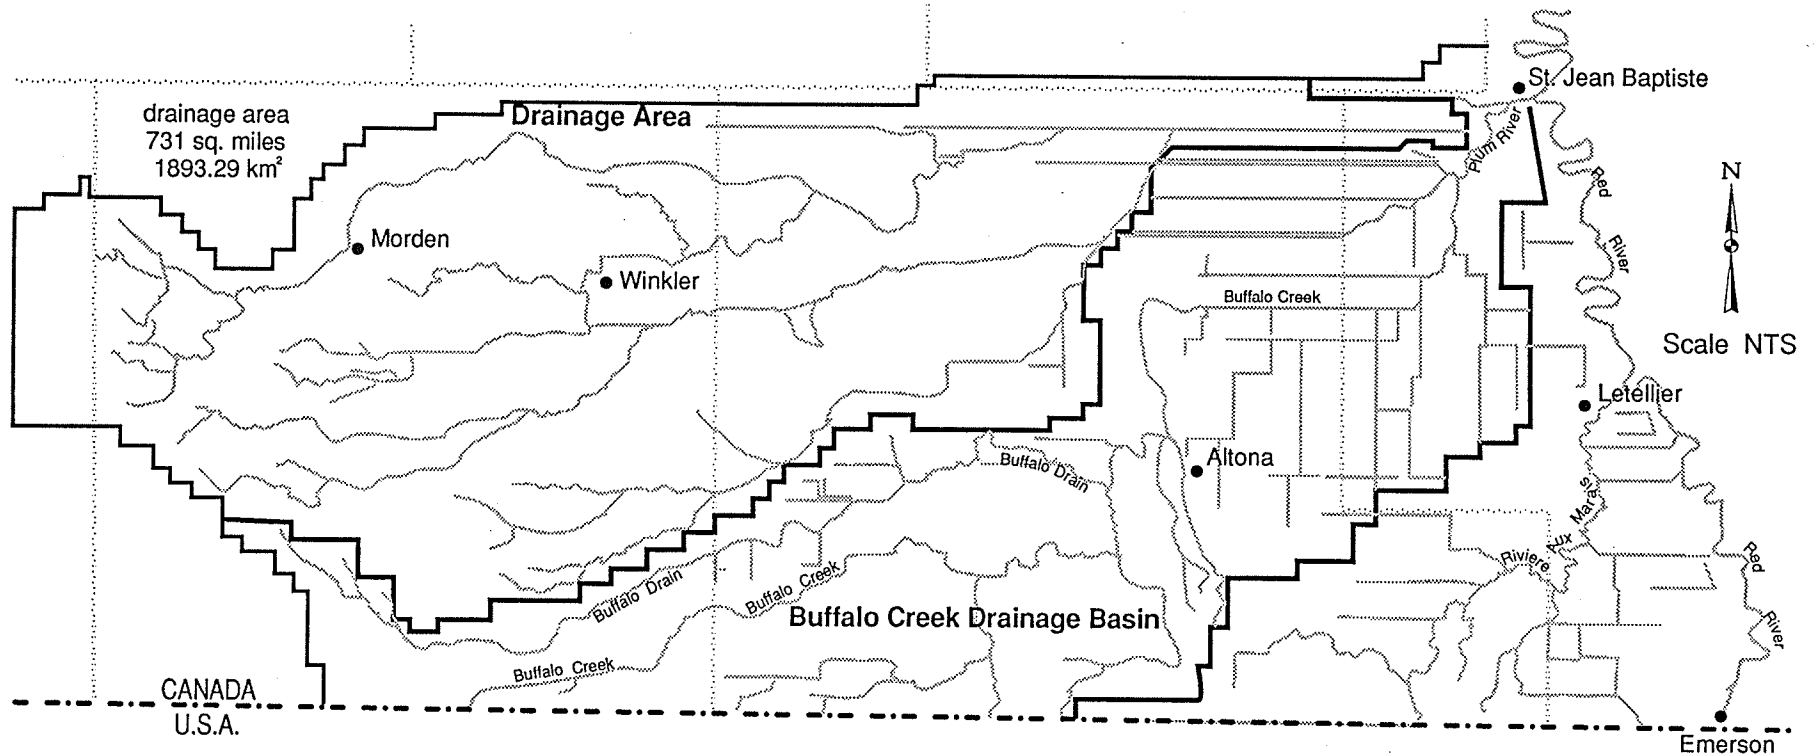 St. Jean Baptiste
drainage area
731 sq. miles
1893.29 km²
Drainage Area
Plum River
Red
River
N
Morden
Winkler
Buffalo Creek
Scale NTS
Letellier
Altona
Buffalo Drain
Marais
Aux
Riviere
Buffalo Drain
Buffalo Creek
Buffalo Creek Drainage Basin
Red
River
Buffalo Creek
CANADA
U.S.A.
Emerson